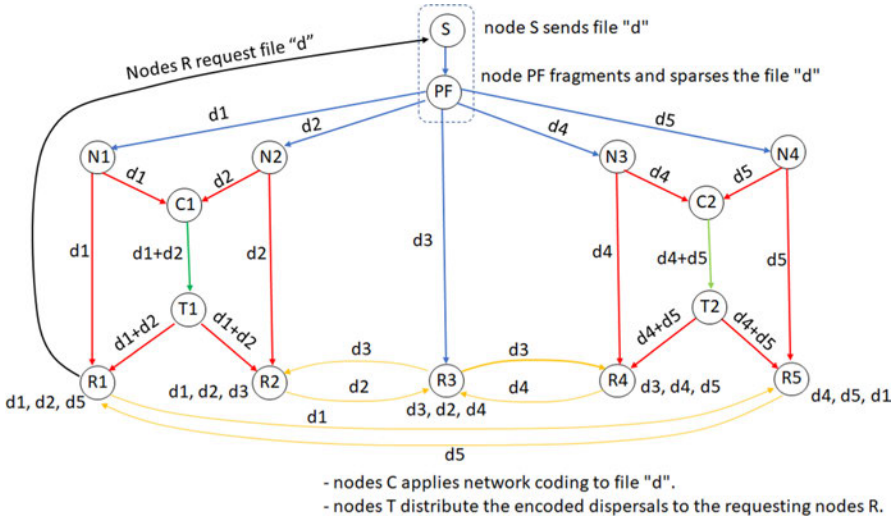 S
node S sends file "d"
Nodes R request file “d”
PF
node PF fragments and sparses the file "d"
d1
d2
d4
d5
N1
N2
N3
N4
d1
d2
d4
d5
C1
C2
d1
d1+d2
d2
d3
d4
d4+d5
d5
T1
T2
d1+d2
d1+d2
d4+d5
d4+d5
d3
d3
R1
R2
R3
R4
R5
d1, d2, d5
d1, d2, d3
d2
d3, d2, d4
d4
d3, d4, d5
d4, d5, d1
d1
d5
- nodes C applies network coding to file "d".
- nodes T distribute the encoded dispersals to the requesting nodes R.